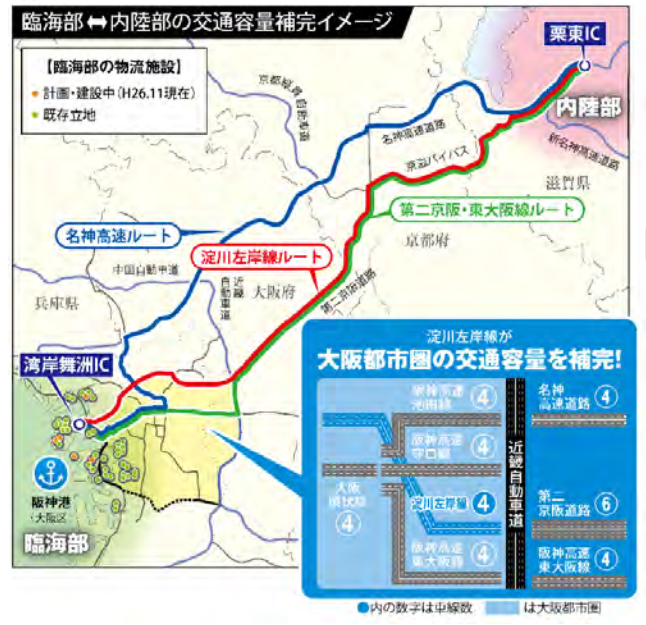 臨海部⬌内陸部の交通容量補完イメージ
【臨海部の物流施設】
計画・建設中(H26.11現在)
既存立地
栗東IC
内陸部
京都縦貫自動車道
名神高速道路
京滋バイパス
新名神高速道路
滋賀県
名神高速ルート
第二京阪・東大阪線ルート
淀川左岸線ルート
京都府
中国自動車道
近畿自動車道
大阪府
第二京阪道路
兵庫県
湾岸舞洲IC
阪神港
(大阪区
臨海部
淀川左岸線が
大阪都市圏の交通容量を補完!
阪神高速池田線 ④
名神高速道路 ④
阪神高速守口線 ④
近畿自動車道
大阪環状線 ④
淀川左岸線 ④
第二京阪道路 ⑥
阪神高速東大阪線 ④
阪神高速東大阪線 ④
●内の数字は車線数
は大阪都市圏